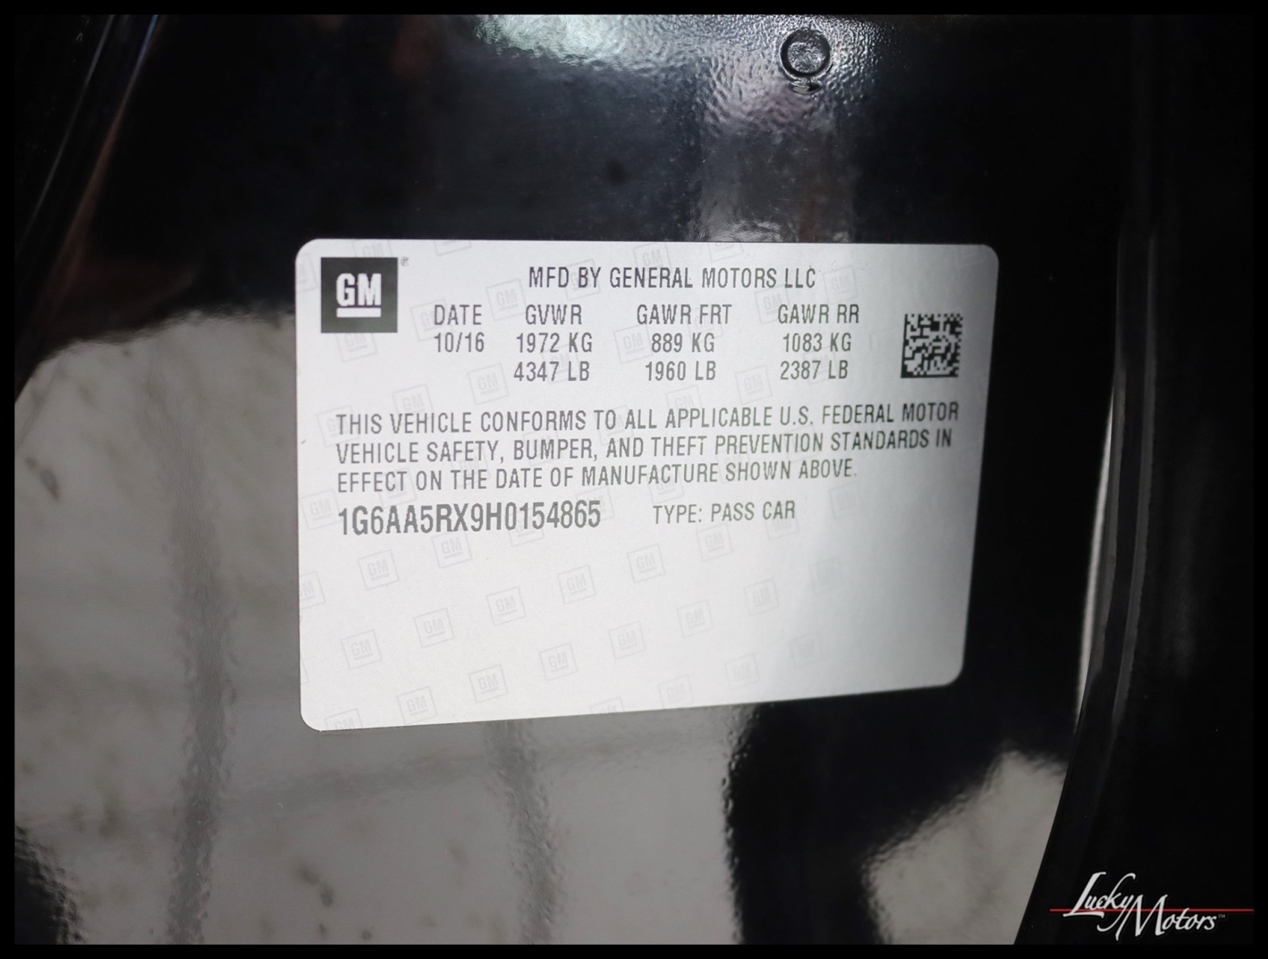 GM
MFD BY GENERAL MOTORS LLC
DATE GVWR GAWR FRT GAWR RR
10/16 1972 KG 889 KG 1083 KG
4347 LB 1960 LB 2387 LB
THIS VEHICLE CONFORMS TO ALL APPLICABLE U.S. FEDERAL MOTOR
VEHICLE SAFETY, BUMPER, AND THEFT PREVENTION STANDARDS IN
EFFECT ON THE DATE OF MANUFACTURE SHOWN ABOVE.
1G6AA5RX9H0154865 TYPE: PASS CAR
Lucky Motors™